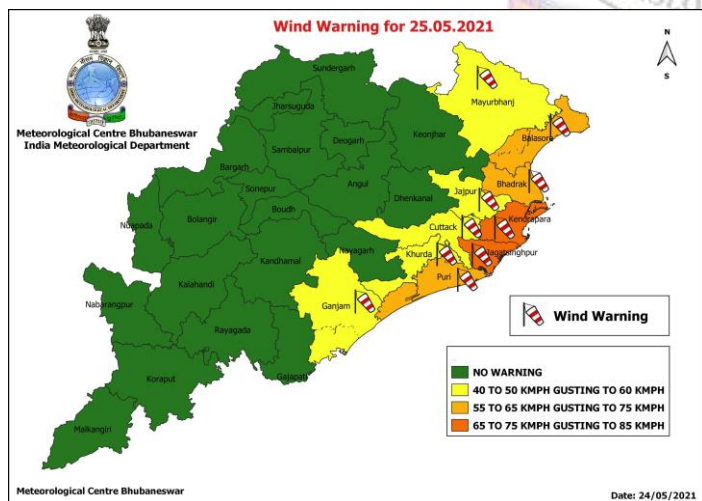 Wind Warning for 25.05.2021
N
S
Meteorological Centre Bhubaneswar
India Meteorological Department
Sundergarh
Mayurbhanj
Jharsuguda
Keonjhar
Deogarh
Sambalpur
Balasore
Bargarh
Sonepur
Angul
Bhadrak
Jajpur
Dhenkanal
Nuapada
Bolangir
Boudh
Kendrapara
Cuttack
Nayagarh
Khurda
Jagatsinghpur
Kandhamal
Puri
Kalahandi
Nabarangpur
Ganjam
Rayagada
Gajapati
Koraput
Malkangiri
Wind Warning
NO WARNING
40 TO 50 KMPH GUSTING TO 60 KMPH
55 TO 65 KMPH GUSTING TO 75 KMPH
65 TO 75 KMPH GUSTING TO 85 KMPH
Meteorological Centre Bhubaneswar
Date: 24/05/2021